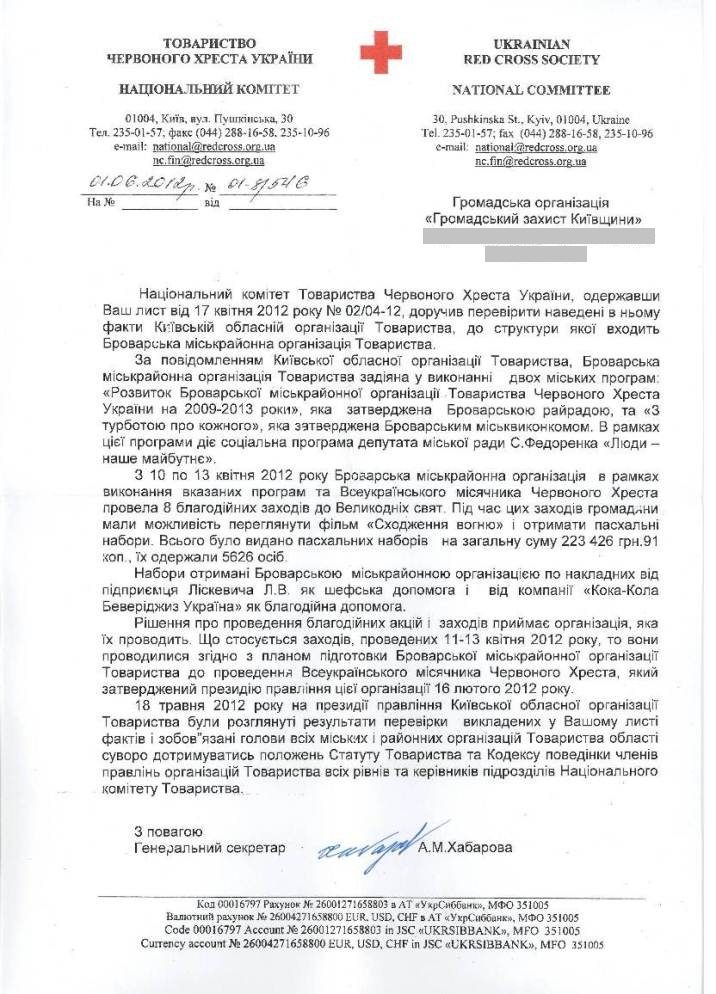 ТОВАРИСТВО
ЧЕРВОНОГО ХРЕСТА УКРАЇНИ
НАЦІОНАЛЬНИЙ КОМІТЕТ
01004, Київ, вул. Пушкінська, 30
Тел. 235-01-57; факс (044) 288-16-58, 235-10-96
e-mail: national@redcross.org.ua
nc.fin@redcross.org.ua
01.06.2012р. № 01-8/546
На № від
UKRAINIAN
RED CROSS SOCIETY
NATIONAL COMMITTEE
30, Pushkinska St., Kyiv, 01004, Ukraine
Tel. 235-01-57; fax (044) 288-16-58, 235-10-96
e-mail: national@redcross.org.ua
nc.fin@redcross.org.ua
Громадська організація
«Громадський захист Київщини»
Національний комітет Товариства Червоного Хреста України, одержавши
Ваш лист від 17 квітня 2012 року № 02/04-12, доручив перевірити наведені в ньому
факти Київській обласній організації Товариства, до структури якої входить
Броварська міськрайонна організація Товариства.
За повідомленням Київської обласної організації Товариства, Броварська
міськрайонна організація Товариства задіяна у виконанні двох міських програм:
«Розвиток Броварської міськрайонної організації Товариства Червоного Хреста
України на 2009-2013 роки», яка затверджена Броварською райрадою, та «З
турботою про кожного», яка затверджена Броварським міськвиконкомом. В рамках
цієї програми діє соціальна програма депутата міської ради С.Федоренка «Люди –
наше майбутнє».
З 10 по 13 квітня 2012 року Броварська міськрайонна організація в рамках
виконання вказаних програм та Всеукраїнського місячника Червоного Хреста
провела 8 благодійних заходів до Великодніх свят. Під час цих заходів громадяни
мали можливість переглянути фільм «Сходження вогню» і отримати пасхальні
набори. Всього було видано пасхальних наборів на загальну суму 223 426 грн.91
коп., їх одержали 5626 осіб.
Набори отримані Броварською міськрайонною організацією по накладних від
підприємця Ліскевича Л.В. як шефська допомога і від компанії «Кока-Кола
Беверіджиз Україна» як благодійна допомога.
Рішення про проведення благодійних акцій і заходів приймає організація, яка
їх проводить. Що стосується заходів, проведених 11-13 квітня 2012 року, то вони
проводилися згідно з планом підготовки Броварської міськрайонної організації
Товариства до проведення Всеукраїнського місячника Червоного Хреста, який
затверджений президію правління цієї організації 16 лютого 2012 року.
18 травня 2012 року на президії правління Київської обласної організації
Товариства були розглянуті результати перевірки викладених у Вашому листі
фактів і зобов"язані голови всіх міських і районних організацій Товариства області
суворо дотримуватись положень Статуту Товариства та Кодексу поведінки членів
правлінь організацій Товариства всіх рівнів та керівників підрозділів Національного
комітету Товариства.
З повагою
Генеральний секретар А.М.Хабарова
Код 00016797 Рахунок № 26001271658803 в АТ «УкрСиббанк», МФО 351005
Валютний рахунок № 26004271658800 EUR, USD, CHF в АТ «УкрСиббанк», МФО 351005
Code 00016797 Account № 26001271658803 in JSC «UKRSIBBANK», MFO 351005
Currency account № 26004271658800 EUR, USD, CHF in JSC «UKRSIBBANK», MFO 351005